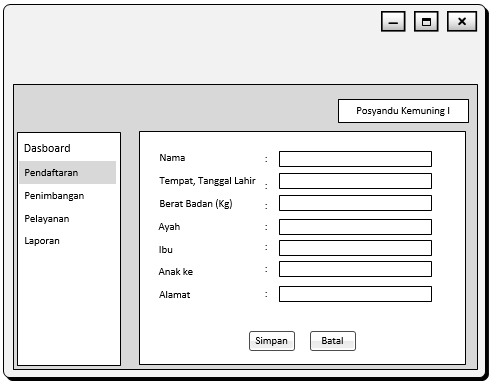 Posyandu Kemuning I
Dasboard
Pendaftaran
Penimbangan
Pelayanan
Laporan
Nama :
Tempat, Tanggal Lahir :
Berat Badan (Kg) :
Ayah :
Ibu :
Anak ke :
Alamat :
Simpan Batal